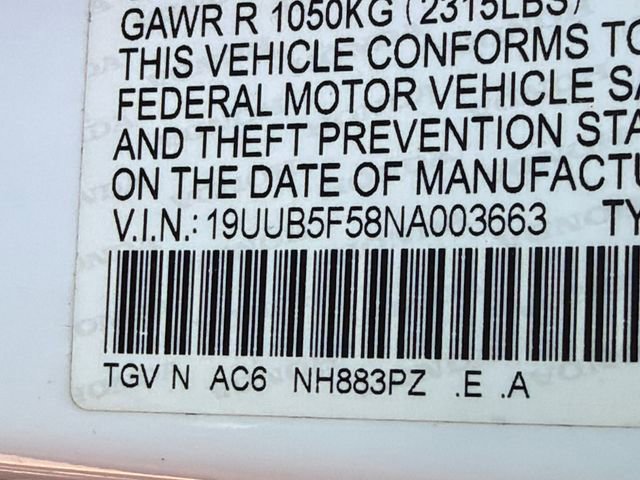 GAWR R 1050KG (2315LBS)
THIS VEHICLE CONFORMS TO
FEDERAL MOTOR VEHICLE SA
AND THEFT PREVENTION STA
ON THE DATE OF MANUFACTU
V.I.N.: 19UUB5F58NA003663 TY
TGV N AC6 NH883PZ .E .A